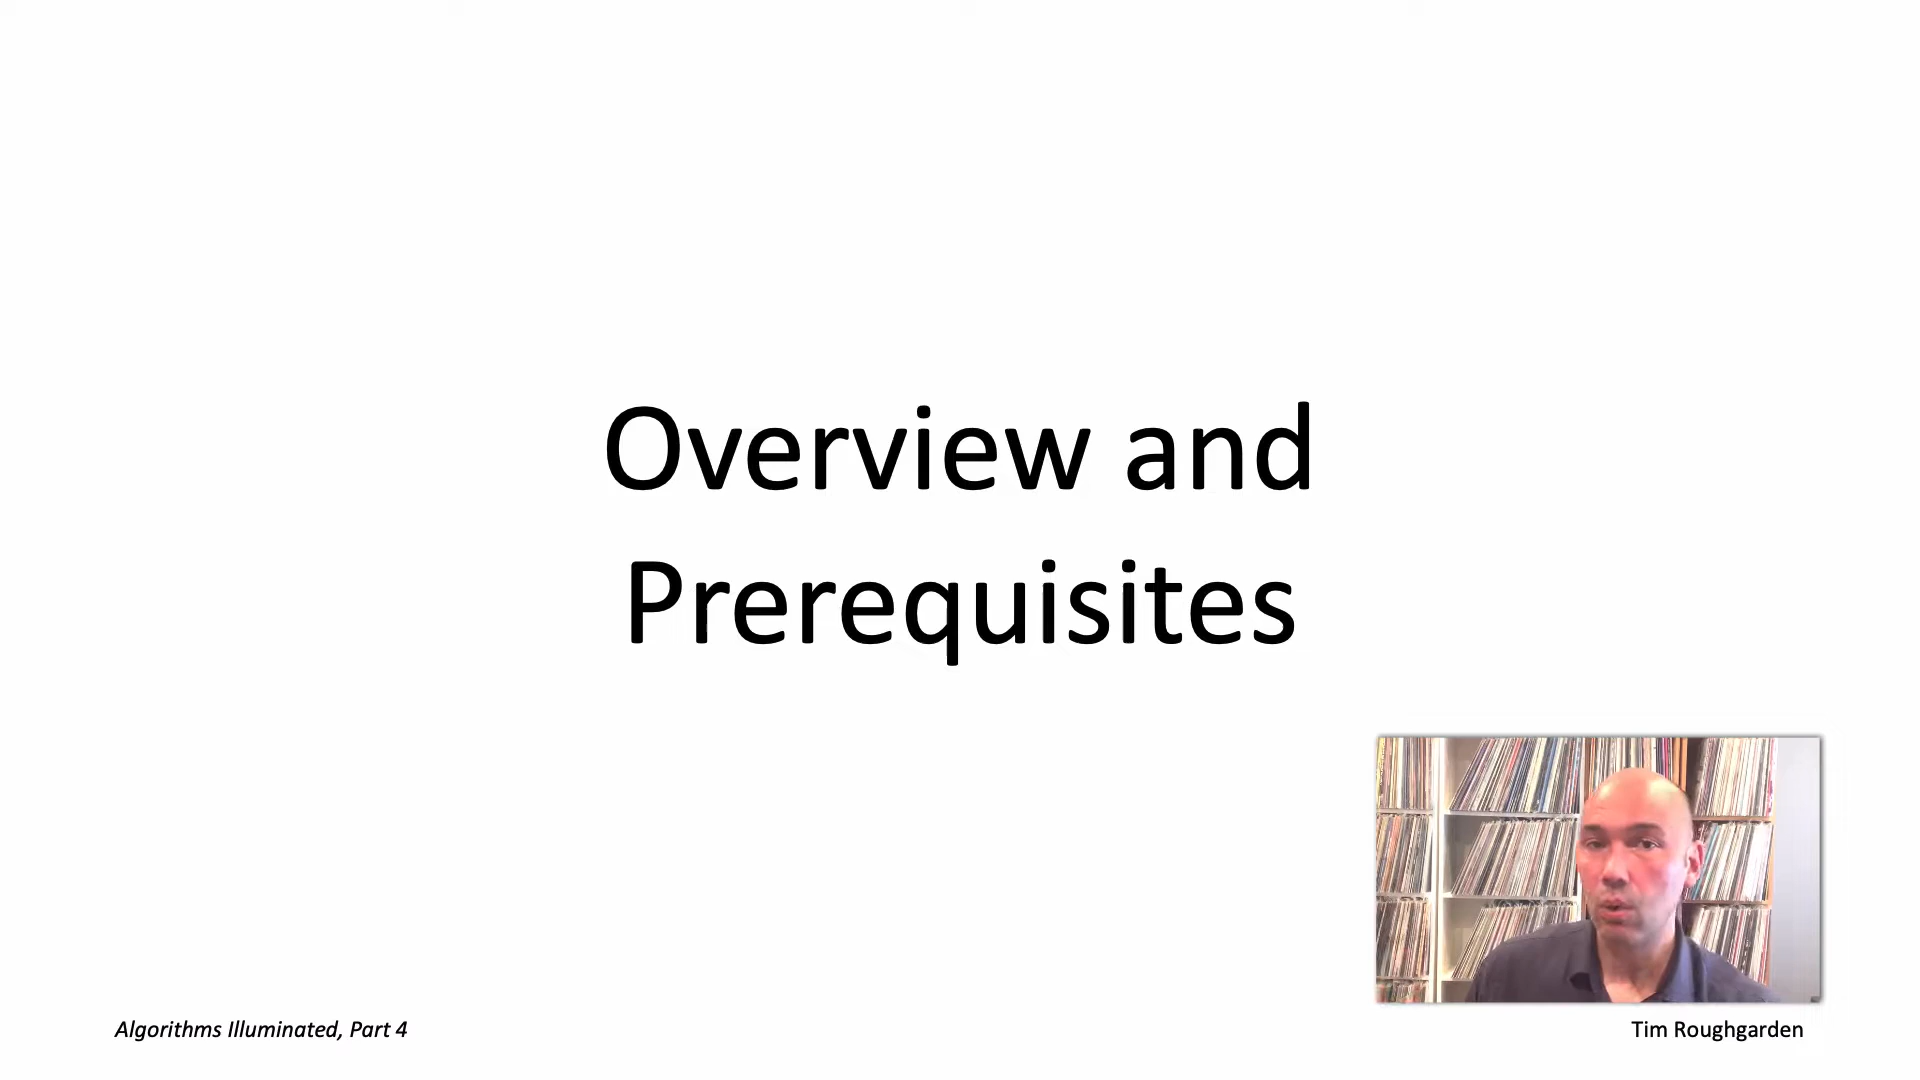 Overview and
Prerequisites
Algorithms Illuminated, Part 4
Tim Roughgarden